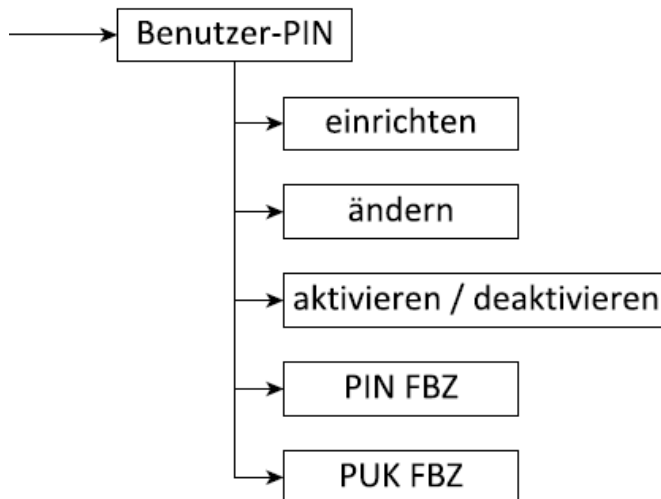 Benutzer-PIN
einrichten
ändern
aktivieren / deaktivieren
PIN FBZ
PUK FBZ